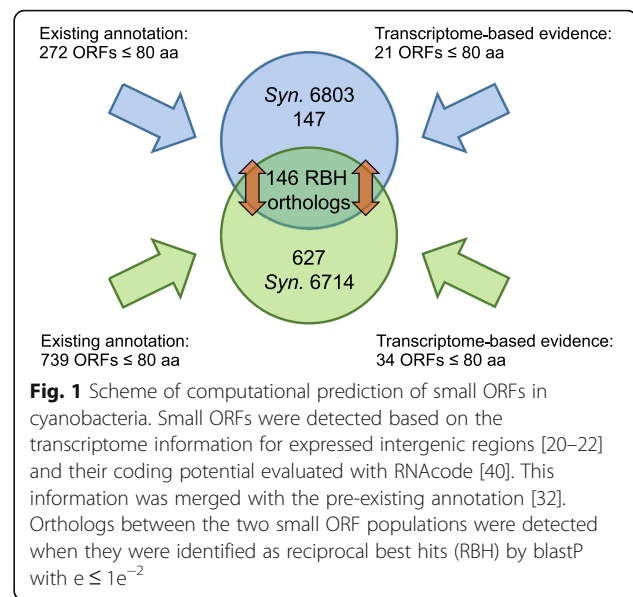 Existing annotation:
272 ORFs ≤ 80 aa
Transcriptome-based evidence:
21 ORFs ≤ 80 aa
Syn. 6803
147
146 RBH
orthologs
627
Syn. 6714
Existing annotation:
739 ORFs ≤ 80 aa
Transcriptome-based evidence:
34 ORFs ≤ 80 aa
Fig. 1 Scheme of computational prediction of small ORFs in
cyanobacteria. Small ORFs were detected based on the
transcriptome information for expressed intergenic regions [20–22]
and their coding potential evaluated with RNAcode [40]. This
information was merged with the pre-existing annotation [32].
Orthologs between the two small ORF populations were detected
when they were identified as reciprocal best hits (RBH) by blastP
with e ≤ 1e⁻²